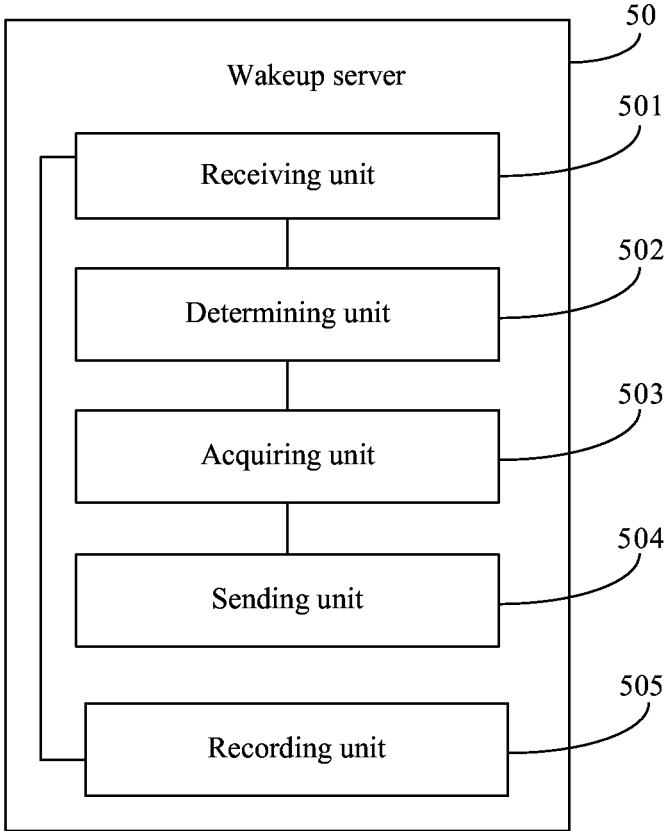 50
Wakeup server
501
Receiving unit
502
Determining unit
503
Acquiring unit
504
Sending unit
505
Recording unit